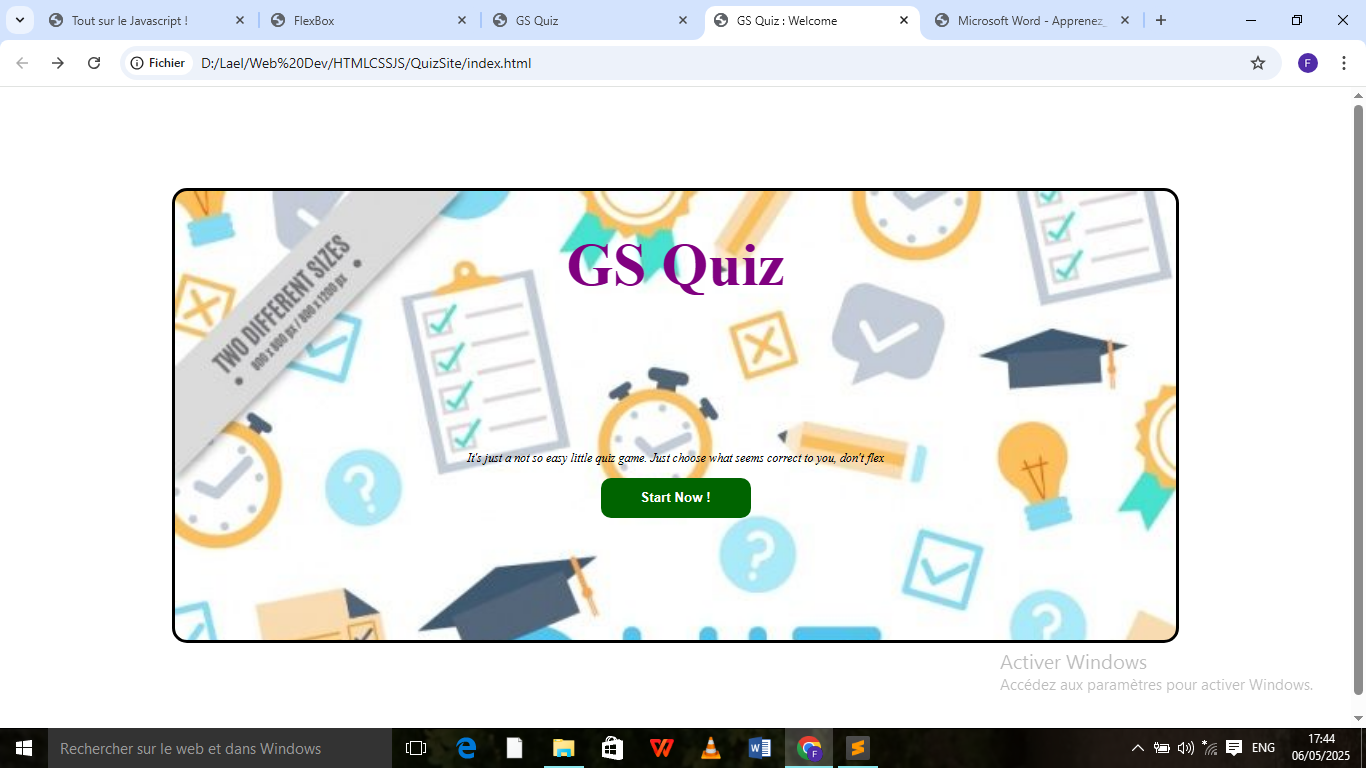 Tout sur le Javascript !
FlexBox
GS Quiz
GS Quiz : Welcome
Microsoft Word - Apprenez_
Fichier
D:/Lael/Web%20Dev/HTMLCSSJS/QuizSite/index.html
F
TWO DIFFERENT SIZES
800 x 800 px / 800 x 1200 px
GS Quiz
It's just a not so easy little quiz game. Just choose what seems correct to you, don't flex
Start Now !
Activer Windows
Accédez aux paramètres pour activer Windows.
Rechercher sur le web et dans Windows
ENG
17:44
06/05/2025